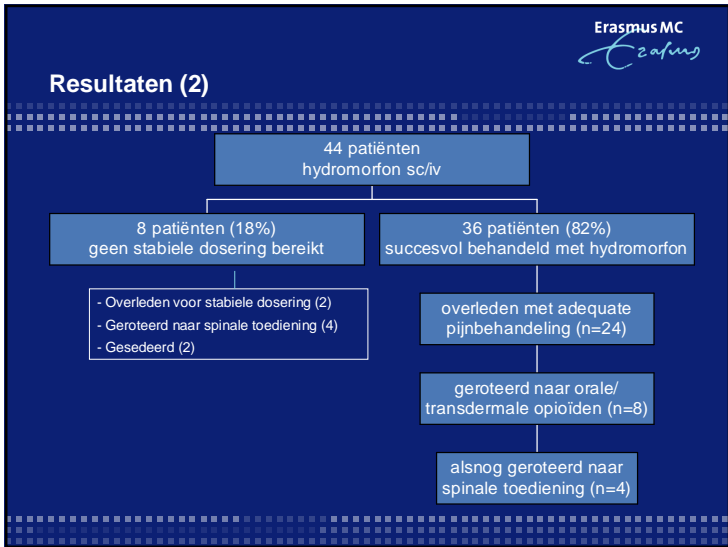 Erasmus MC
Erasmus
Resultaten (2)
44 patiënten
hydromorfon sc/iv
8 patiënten (18%)
geen stabiele dosering bereikt
36 patiënten (82%)
succesvol behandeld met hydromorfon
- Overleden voor stabiele dosering (2)
- Geroteerd naar spinale toediening (4)
- Gesedeerd (2)
overleden met adequate
pijnbehandeling (n=24)
geroteerd naar orale/
transdermale opioïden (n=8)
alsnog geroteerd naar
spinale toediening (n=4)